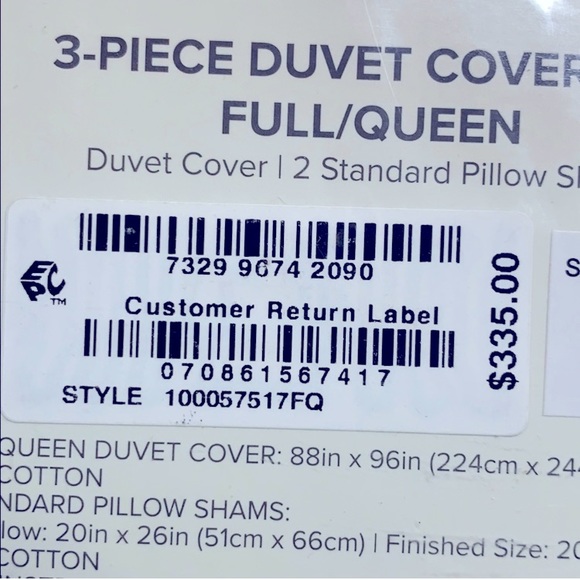 3-PIECE DUVET COVER
FULL/QUEEN
Duvet Cover | 2 Standard Pillow
7329 9674 2090
EPC
TM
Customer Return Label
070861567417
STYLE 100057517FQ
$335.00
S
QUEEN DUVET COVER: 88in x 96in (224cm x
COTTON
NDARD PILLOW SHAMS:
low: 20in x 26in (51cm x 66cm) | Finished Size:
COTTON